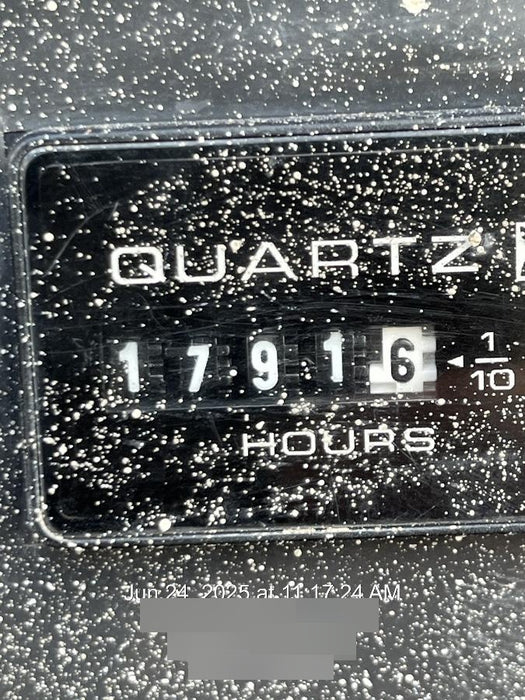 QUARTZ
1 7 9 1 6 ◄ 1/10
HOURS
Jun 24, 2025 at 11:17:24 AM